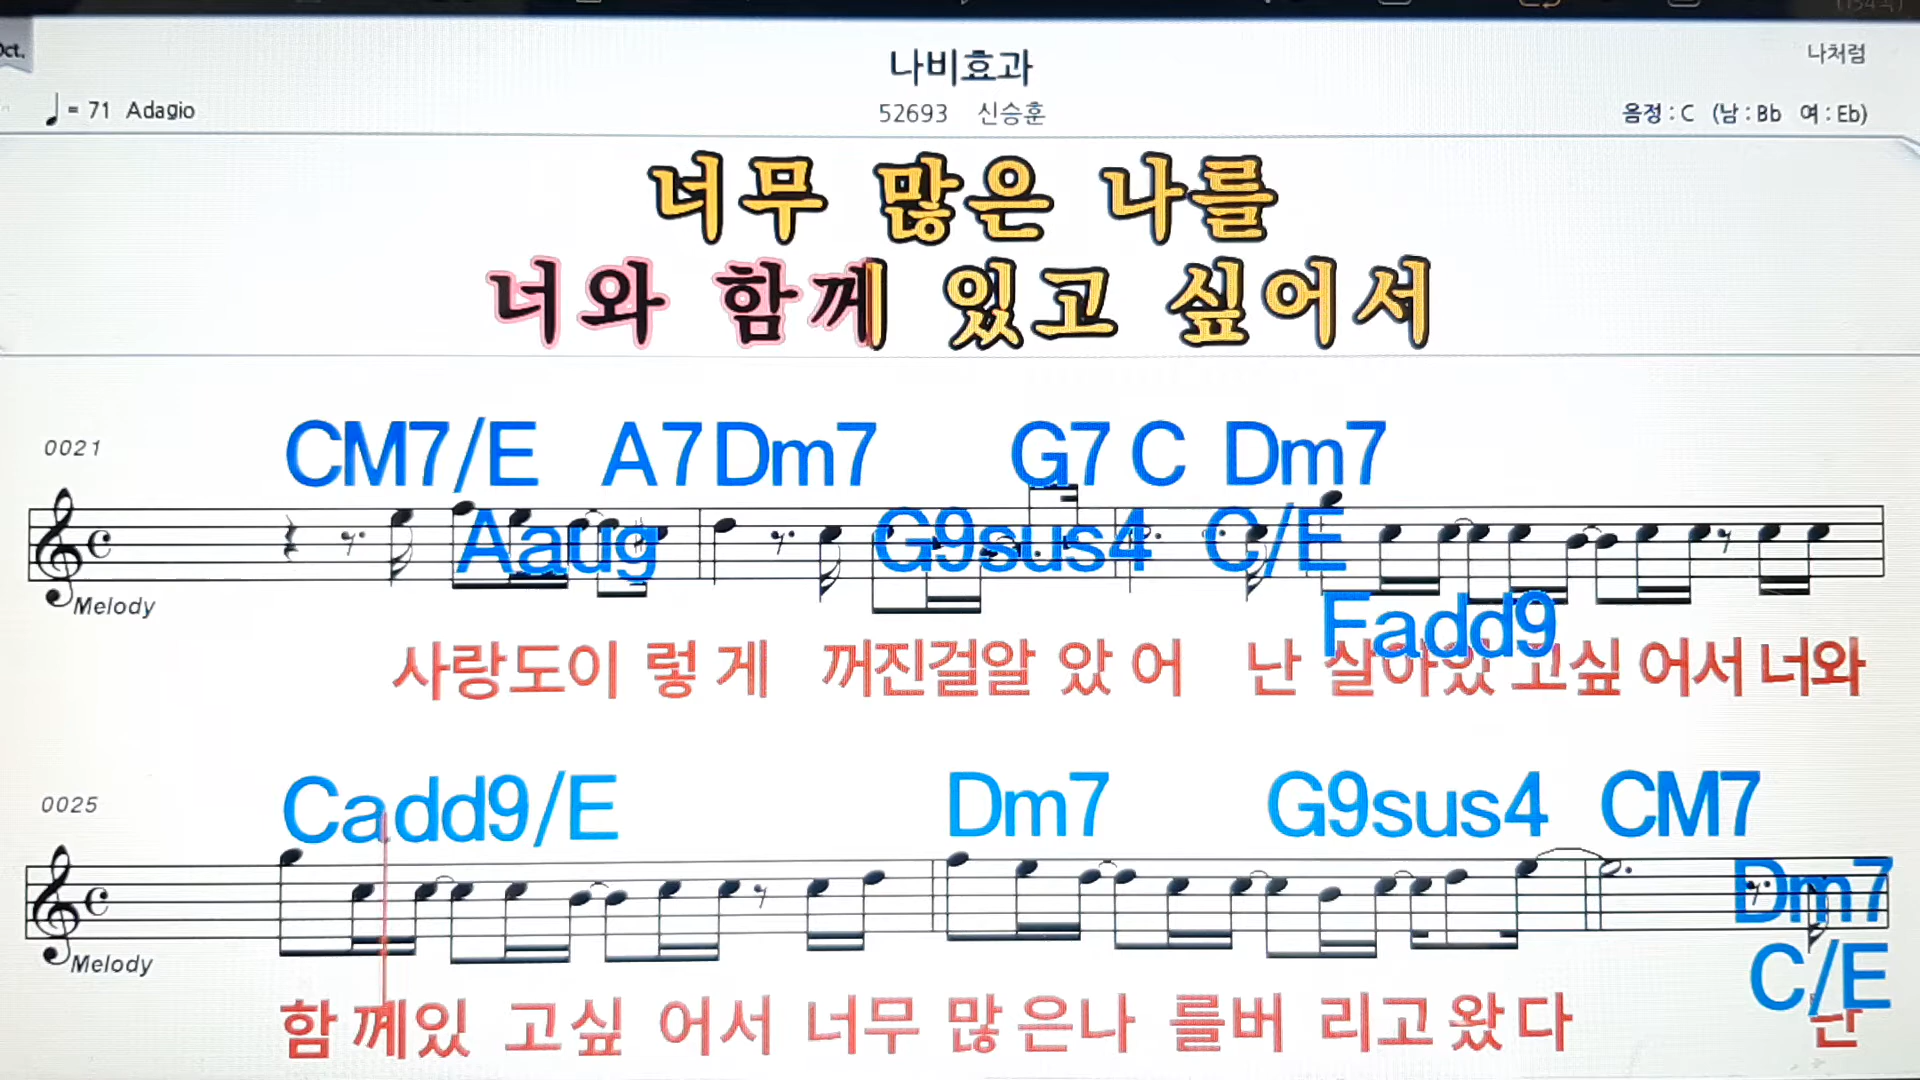 Oct.
나비효과
나처럼
= 71 Adagio
52693 신승훈
음정 : C (남 : Bb 여 : Eb)
너무 많은 나를
너와 함께 있고 싶어서
0021
CM7/E A7 Dm7 G7 C Dm7
Aaug G9sus4 C/E
Fadd9
Melody
사랑도이 렇 게 꺼진걸알 았 어 난 살아있 고싶 어서 너와
0025
Cadd9/E Dm7 G9sus4 CM7
Dm7
C/E
Melody
함 께있 고싶 어서 너무 많 은나 를버 리고왔다 난